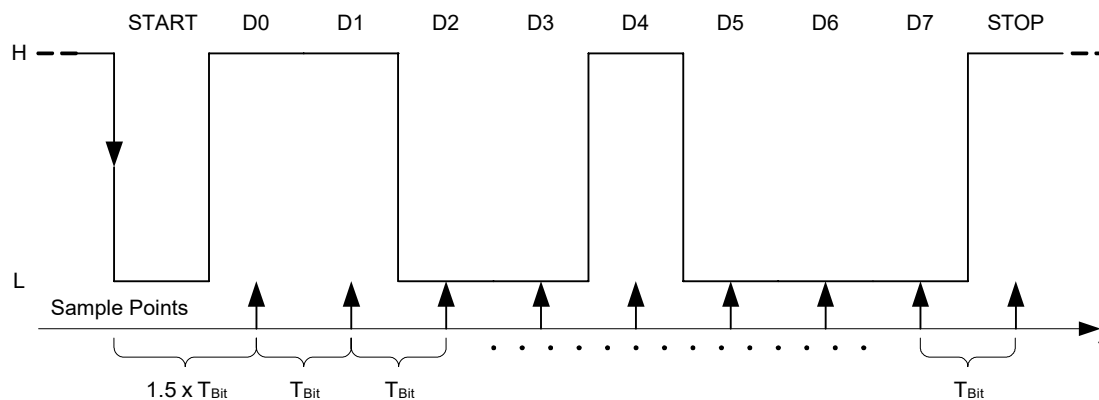 START D0 D1 D2 D3 D4 D5 D6 D7 STOP
H
L
Sample Points
1.5 x TBit TBit TBit TBit